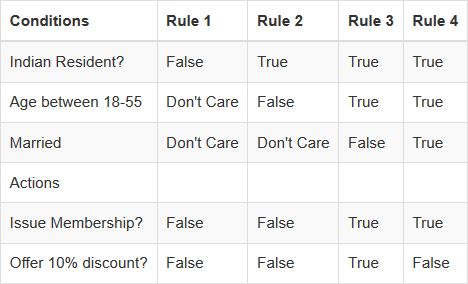 Conditions Rule 1 Rule 2 Rule 3 Rule 4
Indian Resident? False True True True
Age between 18-55 Don't Care False True True
Married Don't Care Don't Care False True
Actions
Issue Membership? False False True True
Offer 10% discount? False False True False